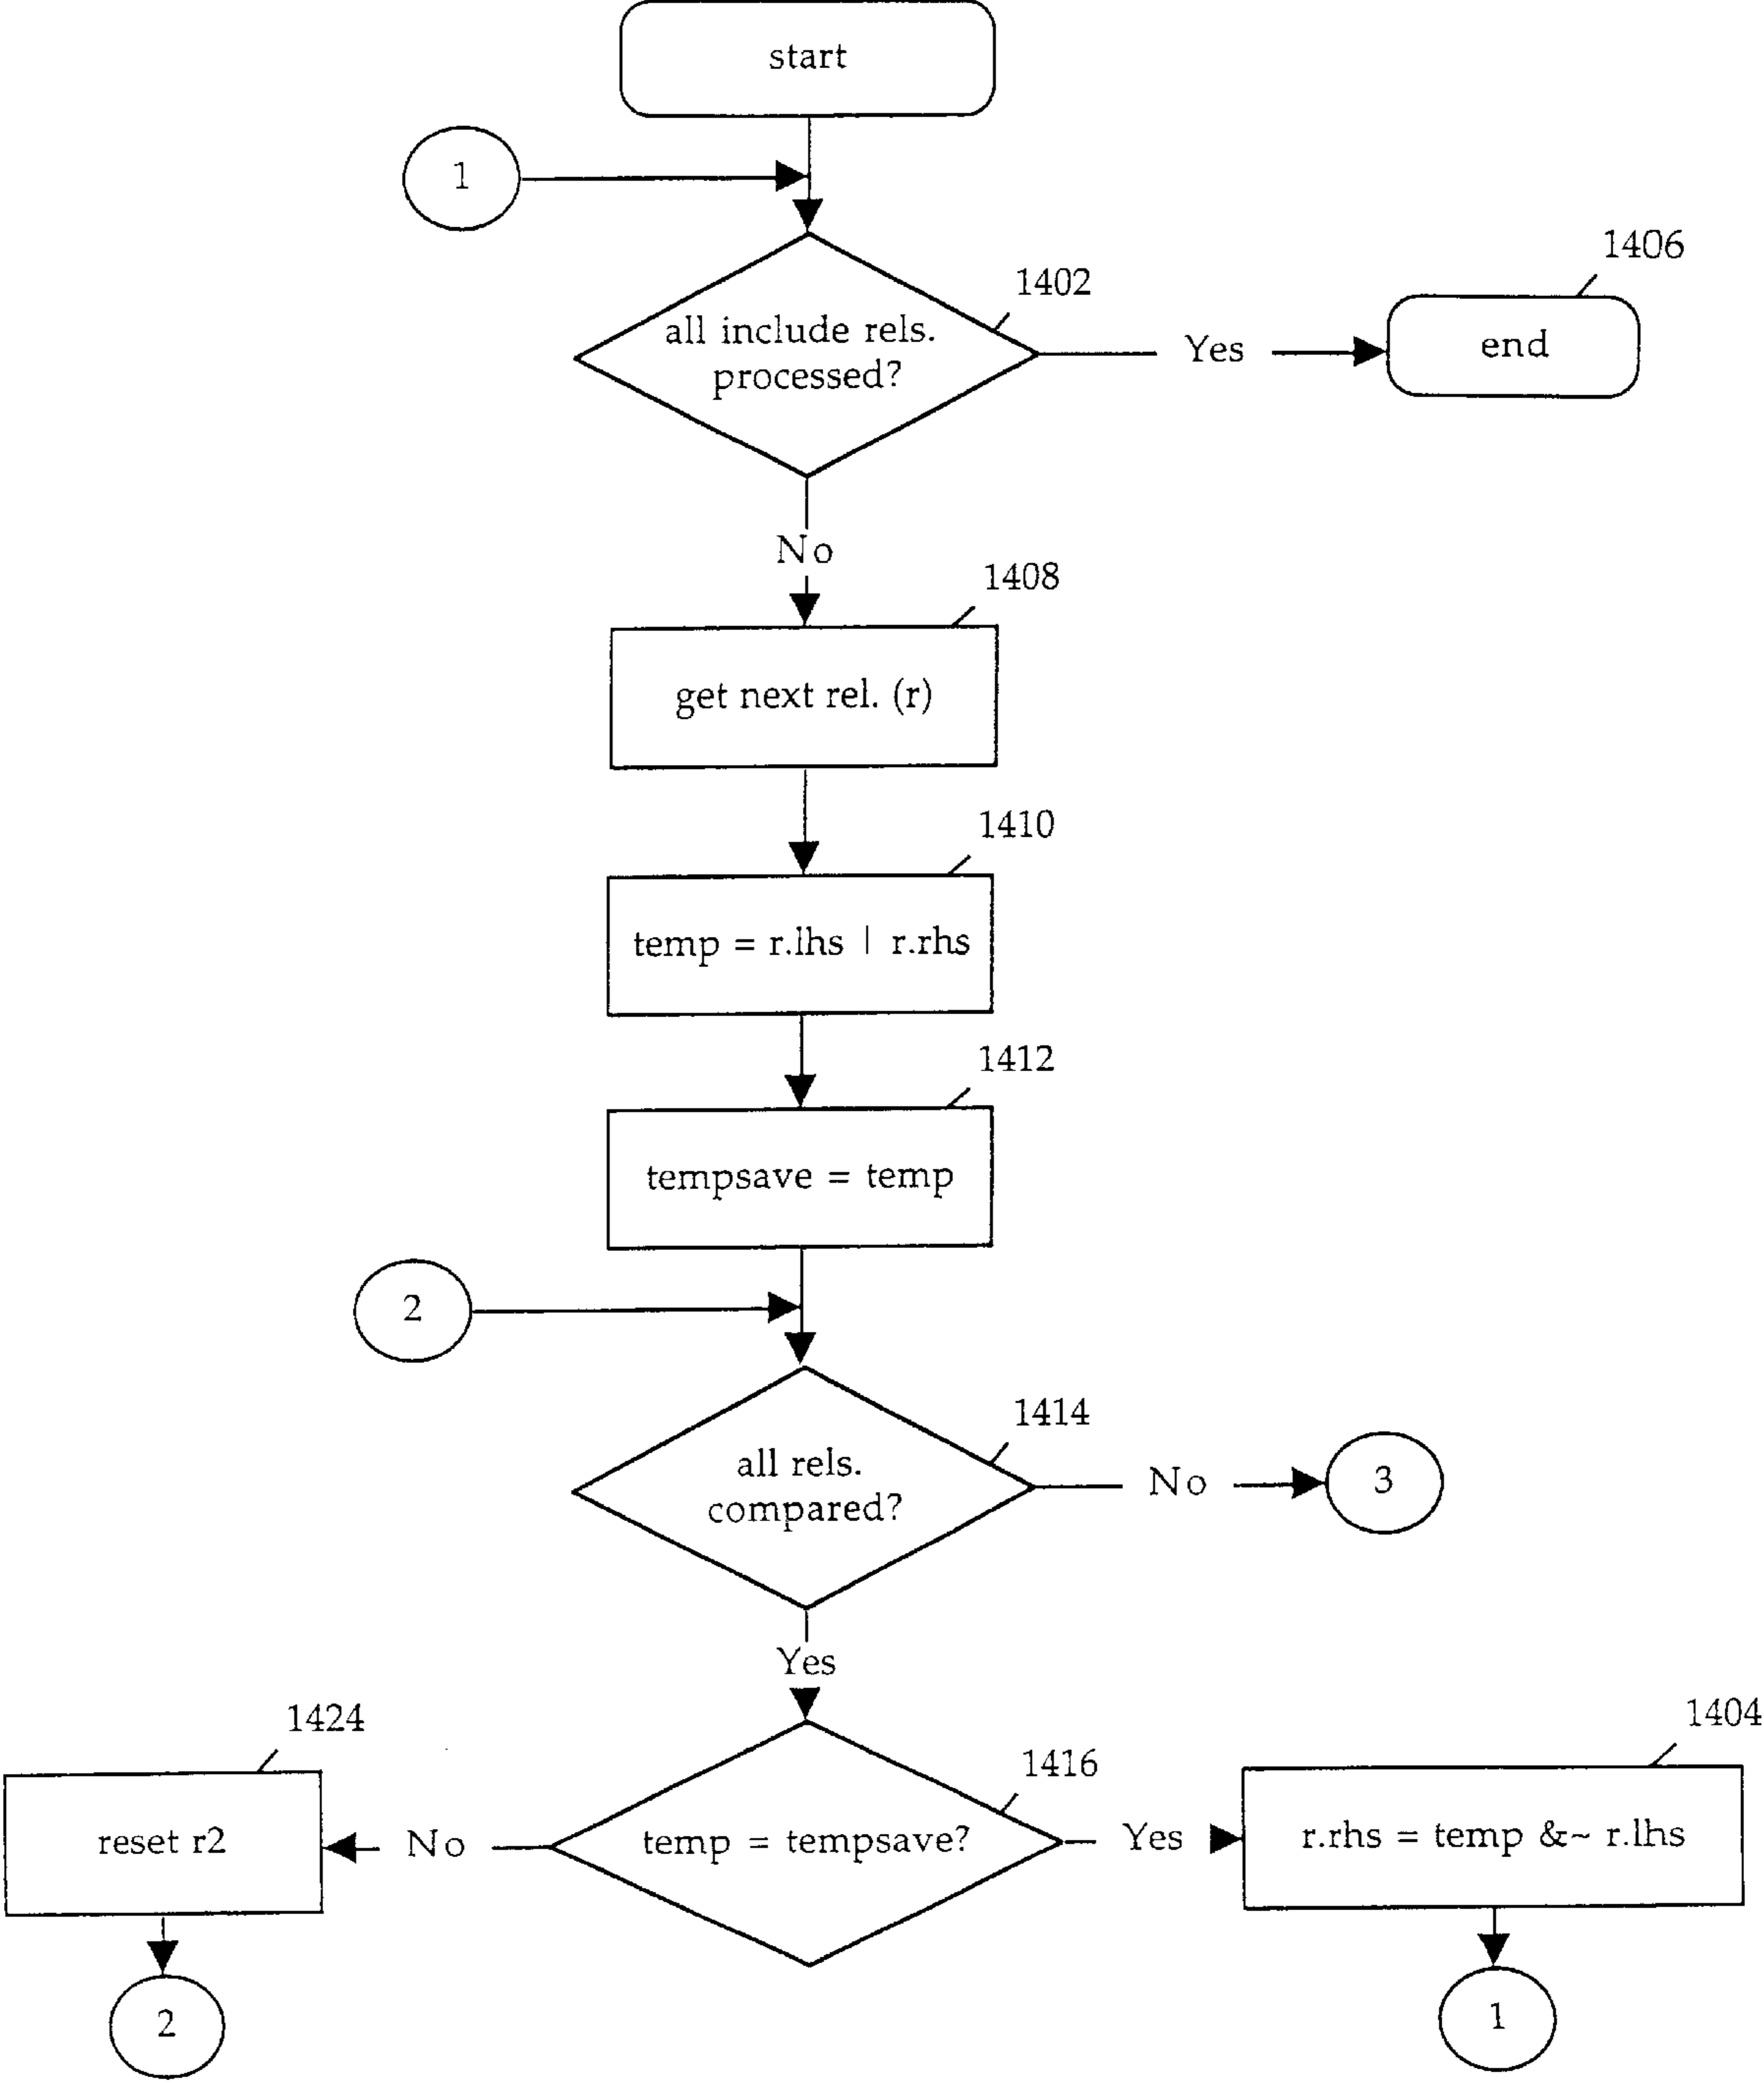 start
1
1402
all include rels.
processed?
Yes
1406
end
No
1408
get next rel. (r)
1410
temp = r.lhs | r.rhs
1412
tempsave = temp
2
1414
all rels.
compared?
No
3
Yes
1424
reset r2
No
1416
temp = tempsave?
Yes
1404
r.rhs = temp &~ r.lhs
2
1